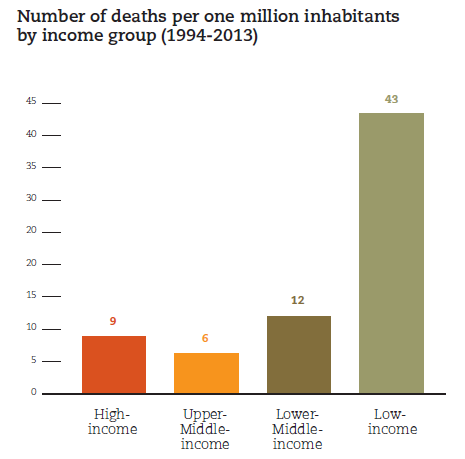 Number of deaths per one million inhabitants
by income group (1994-2013)
45
43
40
35
30
20
20
15
12
10
9
6
5
0
High-
income
Upper-
Middle-
income
Lower-
Middle-
income
Low-
income